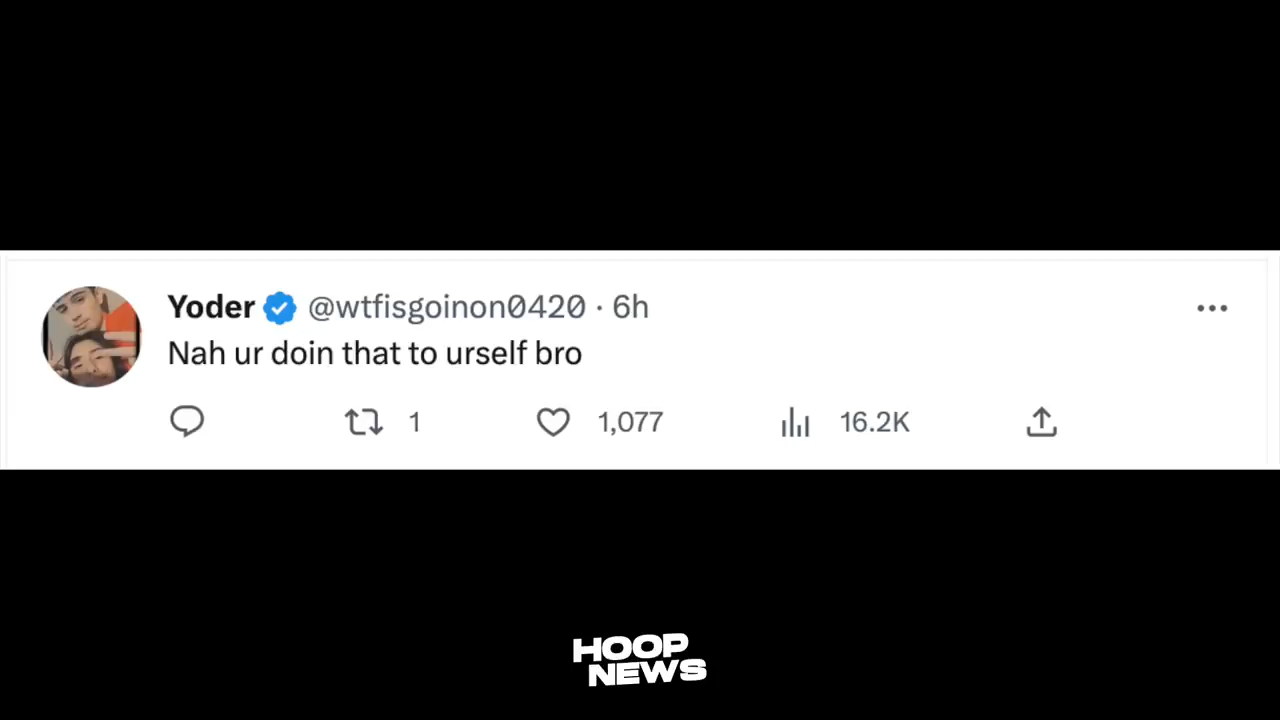 Yoder @wtfisgoinon0420 · 6h
Nah ur doin that to urself bro
1 1,077 16.2K
HOOP
NEWS